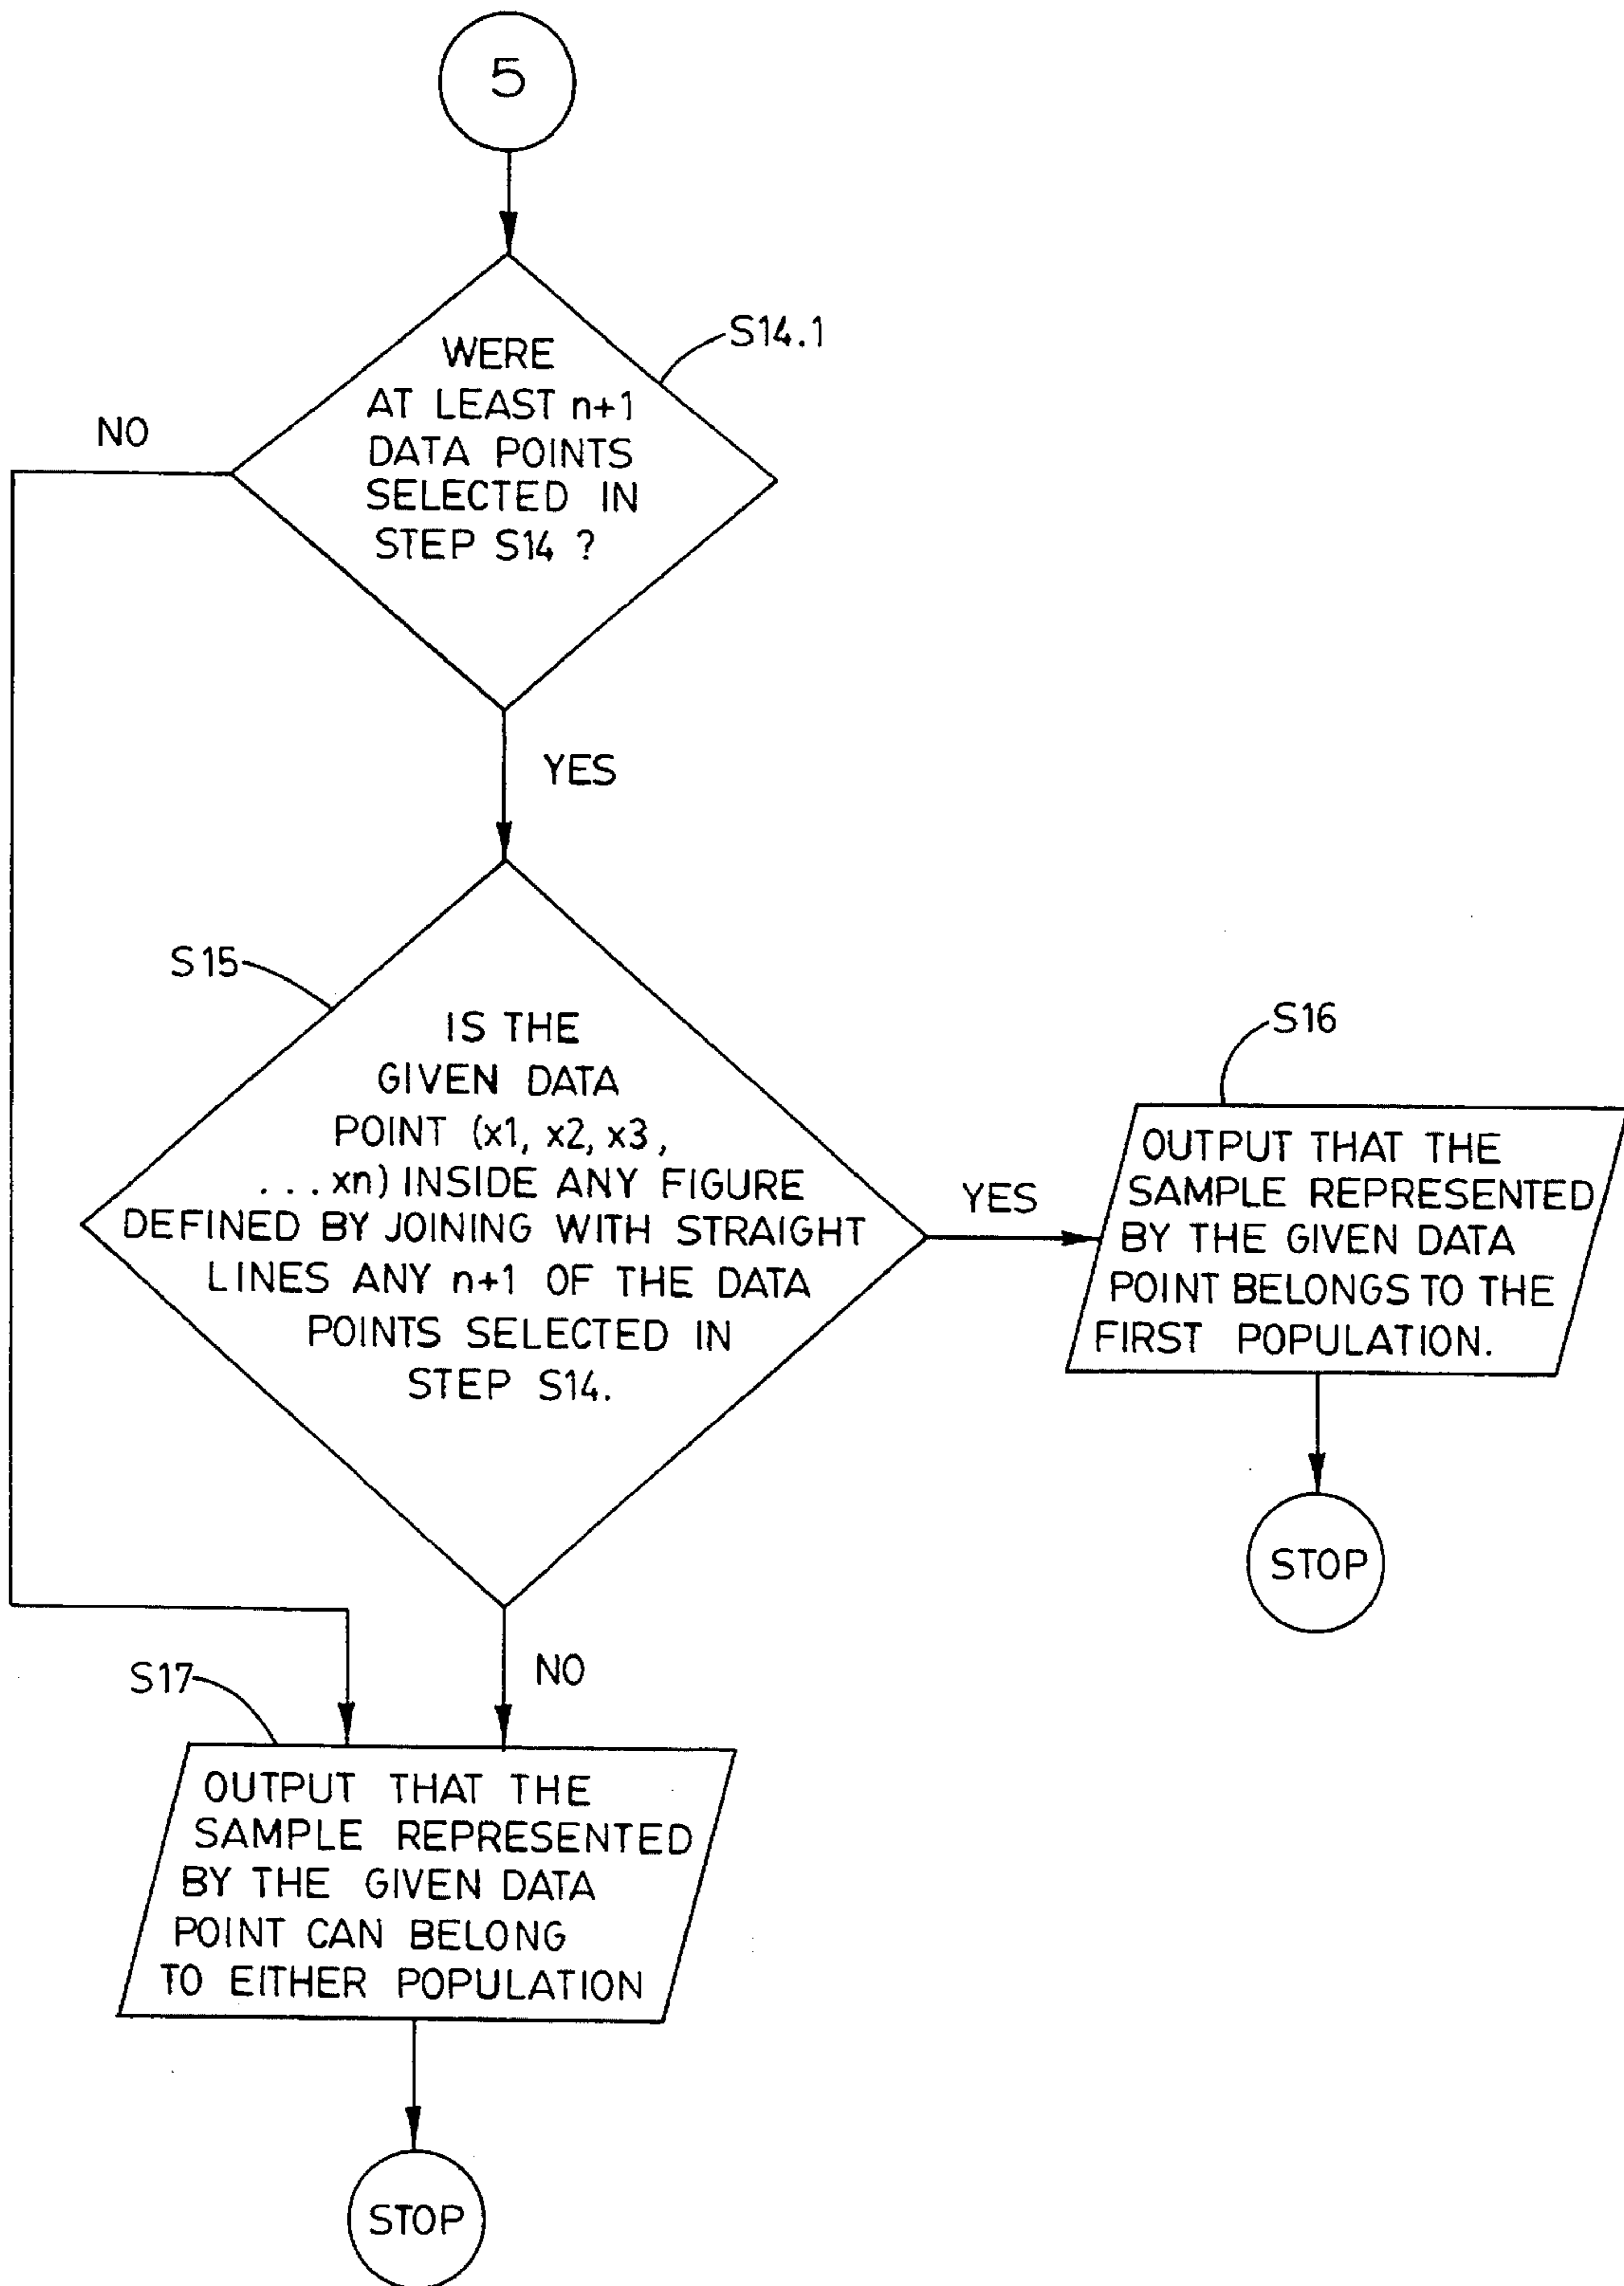 5
S14.1
WERE
AT LEAST n+1
DATA POINTS
SELECTED IN
STEP S14 ?
NO
YES
S15
IS THE
GIVEN DATA
POINT (x1, x2, x3,
...xn) INSIDE ANY FIGURE
DEFINED BY JOINING WITH STRAIGHT
LINES ANY n+1 OF THE DATA
POINTS SELECTED IN
STEP S14.
YES
S16
OUTPUT THAT THE
SAMPLE REPRESENTED
BY THE GIVEN DATA
POINT BELONGS TO THE
FIRST POPULATION.
STOP
NO
S17
OUTPUT THAT THE
SAMPLE REPRESENTED
BY THE GIVEN DATA
POINT CAN BELONG
TO EITHER POPULATION
STOP